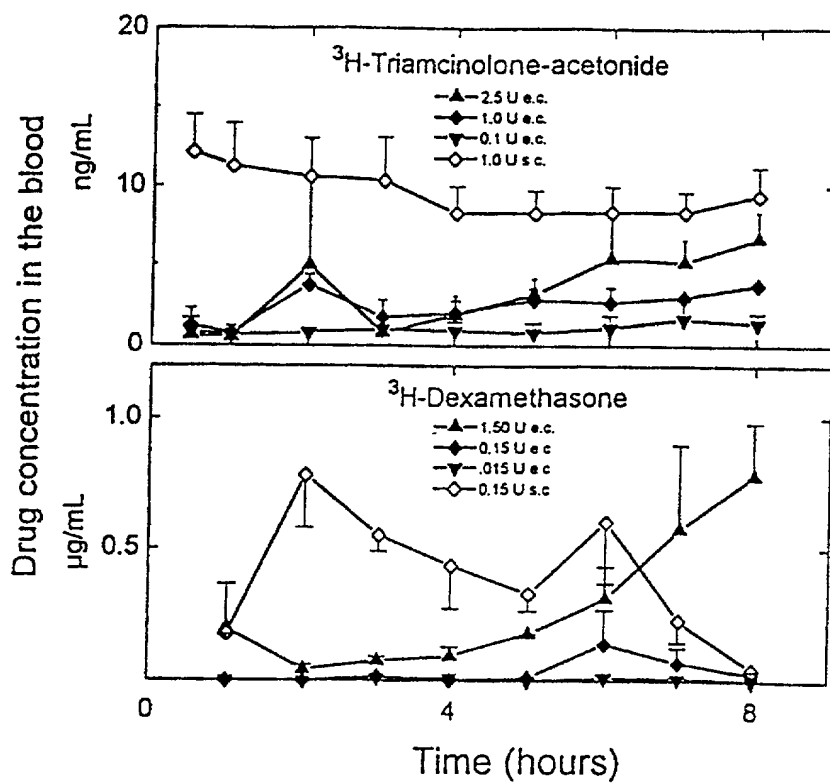 20
10
0
ng/mL
³H-Triamcinolone-acetonide
2.5 U e.c.
1.0 U e.c.
0.1 U e.c.
1.0 U s.c.
Drug concentration in the blood
1.0
0.5
µg/mL
³H-Dexamethasone
1.50 U e.c.
0.15 U e c
.015 U e c
0.15 U s.c
0
4
8
Time (hours)